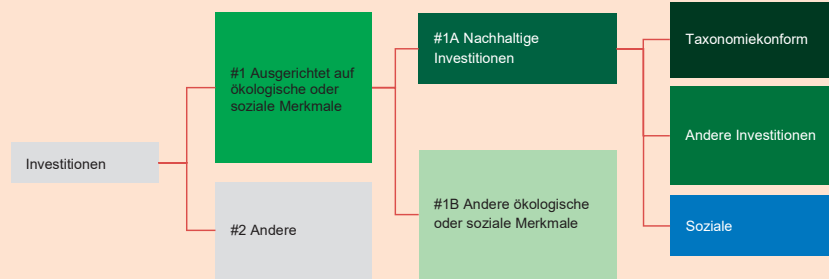 Investitionen
#1 Ausgerichtet auf
ökologische oder
soziale Merkmale
#2 Andere
#1A Nachhaltige
Investitionen
#1B Andere ökologische
oder soziale Merkmale
Taxonomiekonform
Andere Investitionen
Soziale